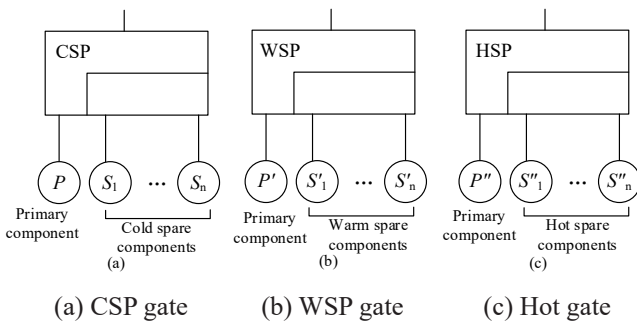 CSP
WSP
HSP
P S1 ... Sn
P' S'1 ... S'n
P'' S''1 ... S''n
Primary component
Cold spare components
(a)
Primary component
Warm spare components
(b)
Primary component
Hot spare components
(c)
(a) CSP gate
(b) WSP gate
(c) Hot gate